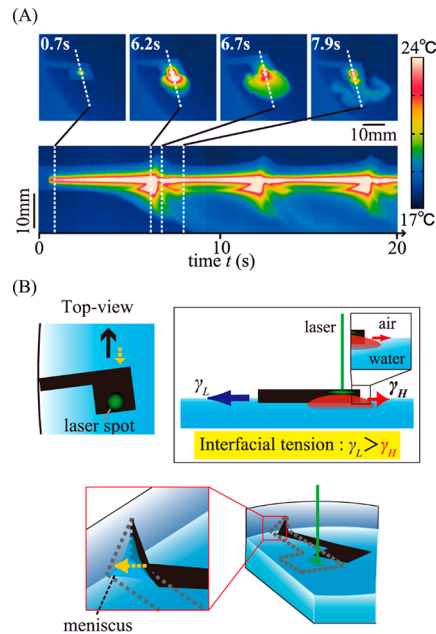 (A)
0.7s 6.2s 6.7s 7.9s
24℃
10mm
17℃
10mm
0 10 20
time t (s)
(B)
Top-view
laser spot
laser
air
water
γL
γH
Interfacial tension : γL>γH
meniscus